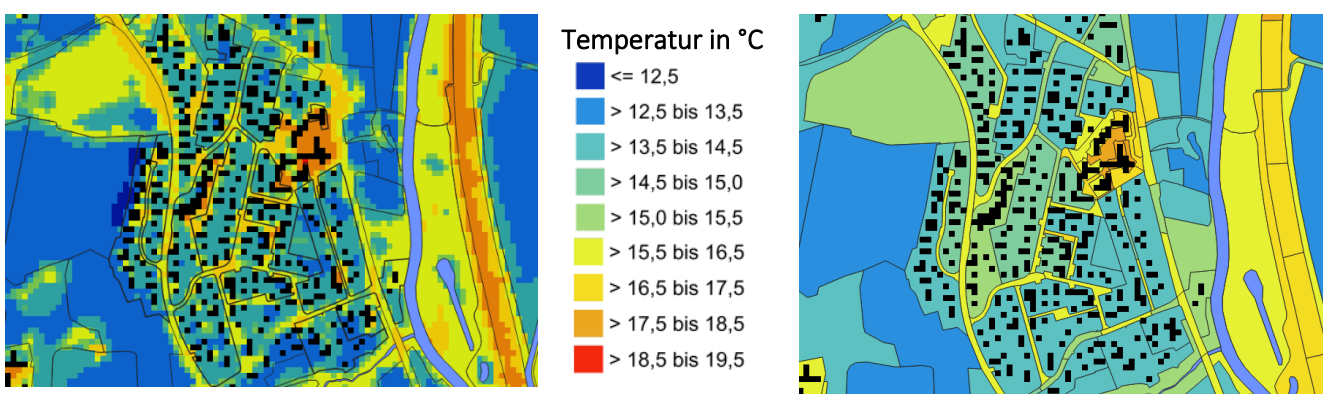 Temperatur in °C
<= 12,5
> 12,5 bis 13,5
> 13,5 bis 14,5
> 14,5 bis 15,0
> 15,0 bis 15,5
> 15,5 bis 16,5
> 16,5 bis 17,5
> 17,5 bis 18,5
> 18,5 bis 19,5